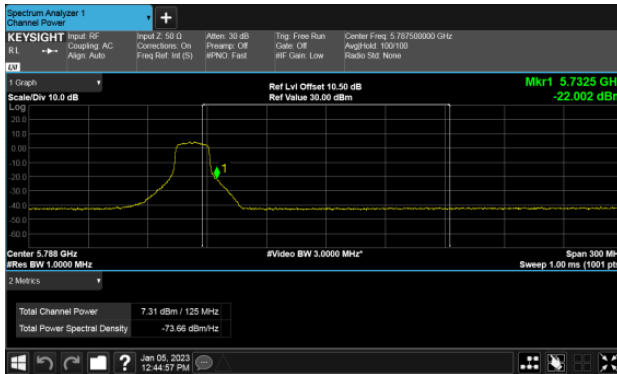 Spectrum Analyzer 1
Channel Power
+
KEYSIGHT Input: RF Input Z: 50 Ω Atten: 30 dB Trig: Free Run Center Freq: 5.787500000 GHz
RL Coupling: AC Corrections: On Preamp: Off Gate: Off Avg|Hold: 100/100
Align: Auto Freq Ref: Int (S) #PNO: Fast #IF Gain: Low Radio Std: None
LXI
1 Graph Ref Lvl Offset 10.50 dB Mkr1 5.7325 GH
Scale/Div 10.0 dB Ref Value 30.00 dBm -22.002 dBr
Log
20.0
10.0
0.00
-10.0
1
-20.0
-30.0
-40.0
-50.0
-60.0
Center 5.788 GHz #Video BW 3.0000 MHz* Span 300 MH
#Res BW 1.0000 MHz Sweep 1.00 ms (1001 pts
2 Metrics
Total Channel Power 7.31 dBm / 125 MHz
Total Power Spectral Density -73.66 dBm/Hz
? Jan 05, 2023
12:44:57 PM